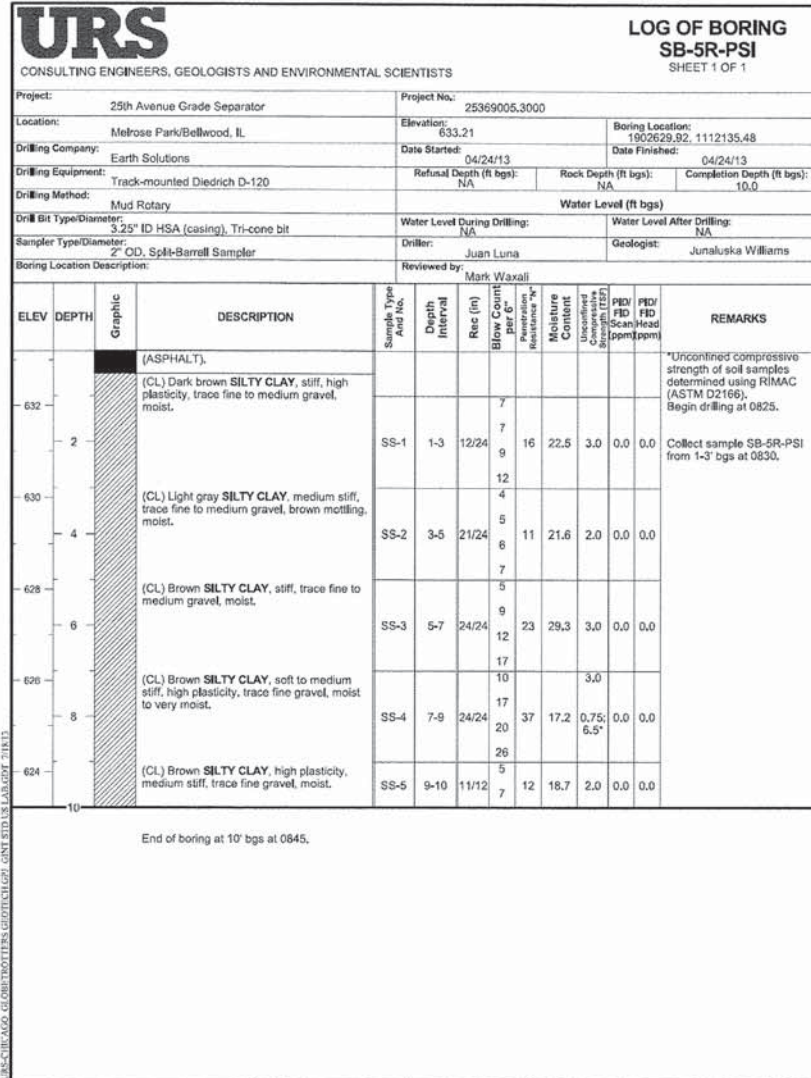 URS
CONSULTING ENGINEERS, GEOLOGISTS AND ENVIRONMENTAL SCIENTISTS
LOG OF BORING
SB-5R-PSI
SHEET 1 OF 1
Project: 25th Avenue Grade Separator
Project No.: 25369005.3000
Location: Melrose Park/Bellwood, IL
Elevation: 633.21
Boring Location: 1902629.92, 1112135.48
Drilling Company: Earth Solutions
Date Started: 04/24/13
Date Finished: 04/24/13
Drilling Equipment: Track-mounted Diedrich D-120
Refusal Depth (ft bgs): NA
Rock Depth (ft bgs): NA
Completion Depth (ft bgs): 10.0
Drilling Method: Mud Rotary
Water Level (ft bgs)
Drill Bit Type/Diameter: 3.25" ID HSA (casing), Tri-cone bit
Water Level During Drilling: NA
Water Level After Drilling: NA
Sampler Type/Diameter: 2" OD, Split-Barrell Sampler
Driller: Juan Luna
Geologist: Junaluska Williams
Boring Location Description:
Reviewed by: Mark Waxali
ELEV DEPTH Graphic DESCRIPTION Sample Type And No. Depth Interval Rec (in) Blow Count per 6" Penetration Resistance "N" Moisture Content Unconfined Compressive Strength (TSF) PID/FID Scan (ppm) PID/FID Head (ppm) REMARKS
(ASPHALT).
(CL) Dark brown SILTY CLAY, stiff, high
plasticity, trace fine to medium gravel,
moist.
*Unconfined compressive
strength of soil samples
determined using RIMAC
(ASTM D2166).
Begin drilling at 0825.
Collect sample SB-5R-PSI
from 1-3' bgs at 0830.
632
2
SS-1 1-3 12/24 7 7 9 12 16 22.5 3.0 0.0 0.0
630
(CL) Light gray SILTY CLAY, medium stiff,
trace fine to medium gravel, brown mottling,
moist.
4
SS-2 3-5 21/24 4 5 6 7 11 21.6 2.0 0.0 0.0
628
(CL) Brown SILTY CLAY, stiff, trace fine to
medium gravel, moist.
6
SS-3 5-7 24/24 5 9 12 17 23 29.3 3.0 0.0 0.0
626
(CL) Brown SILTY CLAY, soft to medium
stiff, high plasticity, trace fine gravel, moist
to very moist.
8
SS-4 7-9 24/24 10 17 20 26 37 17.2 3.0 0.75; 6.5* 0.0 0.0
624
(CL) Brown SILTY CLAY, high plasticity,
medium stiff, trace fine gravel, moist.
SS-5 9-10 11/12 5 7 12 18.7 2.0 0.0 0.0
10
End of boring at 10' bgs at 0845.
URS-CHICAGO GLOBETROTTERS GEOTECH.GPJ GINT STD US LAB.GDT 7/18/13